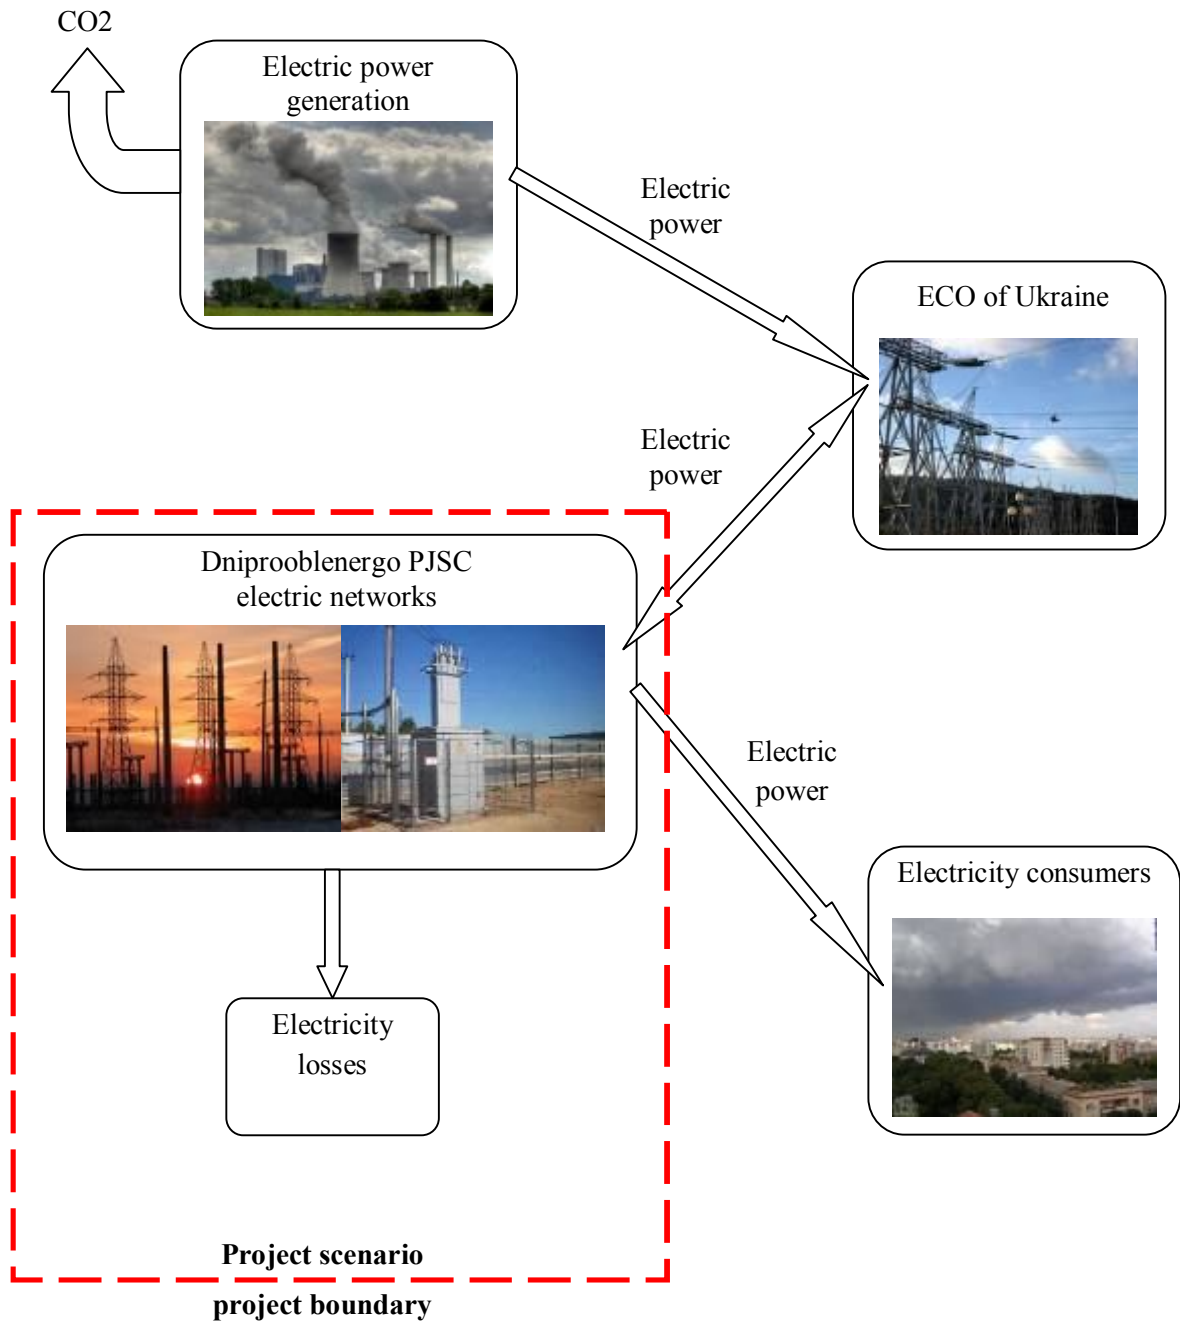 CO2
Electric power
generation
Electric
power
ECO of Ukraine
Electric
power
Dniprooblenergo PJSC
electric networks
Electric
power
Electricity consumers
Electricity
losses
Project scenario
project boundary